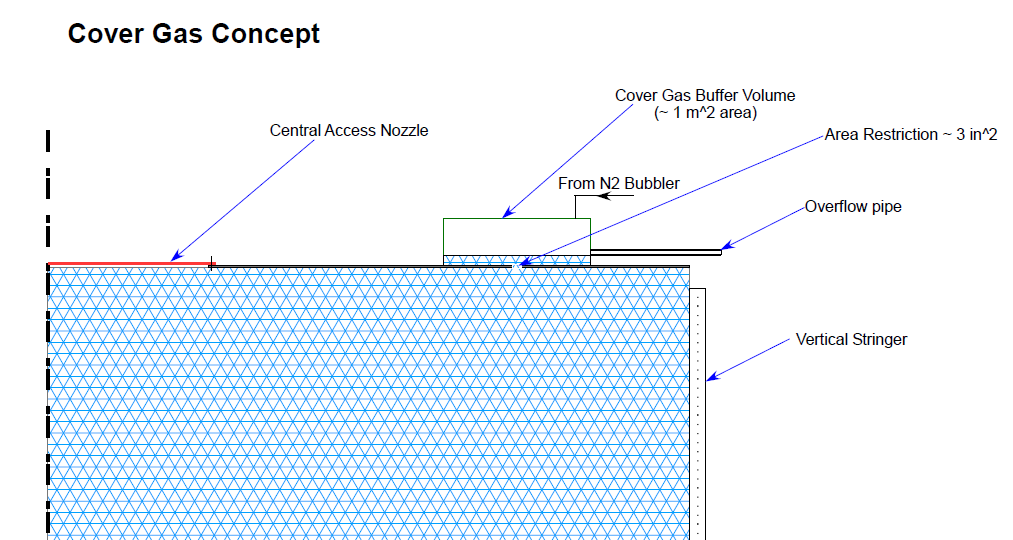 Cover Gas Concept
Cover Gas Buffer Volume
(~ 1 m^2 area)
Central Access Nozzle
Area Restriction ~ 3 in^2
From N2 Bubbler
Overflow pipe
Vertical Stringer